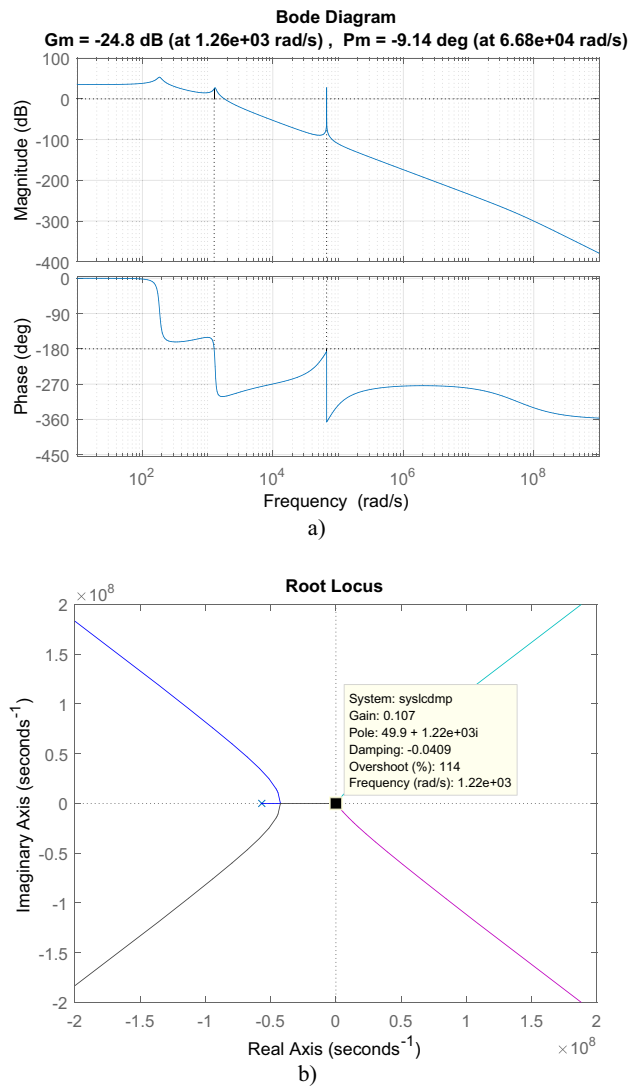 Bode Diagram
Gm = -24.8 dB (at 1.26e+03 rad/s) , Pm = -9.14 deg (at 6.68e+04 rad/s)
Magnitude (dB)
100
0
-100
-200
-300
-400
Phase (deg)
0
-90
-180
-270
-360
-450
10^2 10^4 10^6 10^8
Frequency (rad/s)
a)
Root Locus
×10^8
Imaginary Axis (seconds^-1)
2
1.5
1
0.5
0
-0.5
-1
-1.5
-2
System: syslcdmp
Gain: 0.107
Pole: 49.9 + 1.22e+03i
Damping: -0.0409
Overshoot (%): 114
Frequency (rad/s): 1.22e+03
-2 -1.5 -1 -0.5 0 0.5 1 1.5 2
Real Axis (seconds^-1)
×10^8
b)